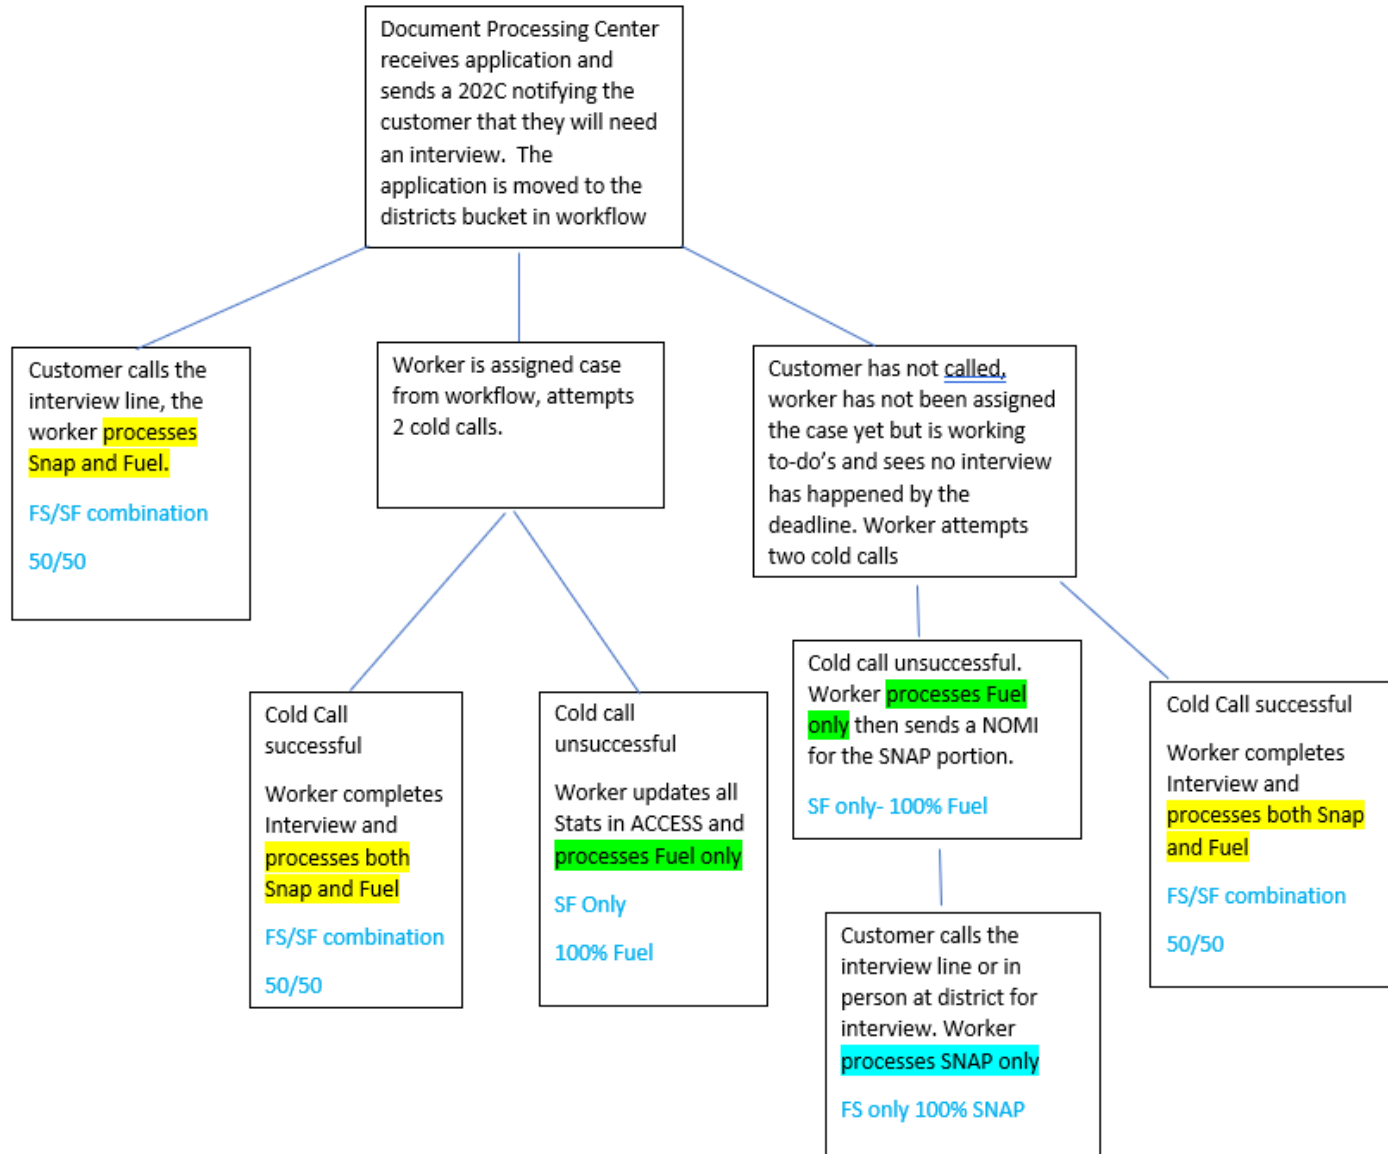 Document Processing Center
receives application and
sends a 202C notifying the
customer that they will need
an interview.  The
application is moved to the
districts bucket in workflow
Customer calls the
interview line, the
worker processes
Snap and Fuel.
FS/SF combination
50/50
Worker is assigned case
from workflow, attempts
2 cold calls.
Customer has not called,
worker has not been assigned
the case yet but is working
to-do's and sees no interview
has happened by the
deadline. Worker attempts
two cold calls
Cold Call
successful
Worker completes
Interview and
processes both
Snap and Fuel
FS/SF combination
50/50
Cold call
unsuccessful
Worker updates all
Stats in ACCESS and
processes Fuel only
SF Only
100% Fuel
Cold call unsuccessful.
Worker processes Fuel
only then sends a NOMI
for the SNAP portion.
SF only- 100% Fuel
Cold Call successful
Worker completes
Interview and
processes both Snap
and Fuel
FS/SF combination
50/50
Customer calls the
interview line or in
person at district for
interview. Worker
processes SNAP only
FS only 100% SNAP